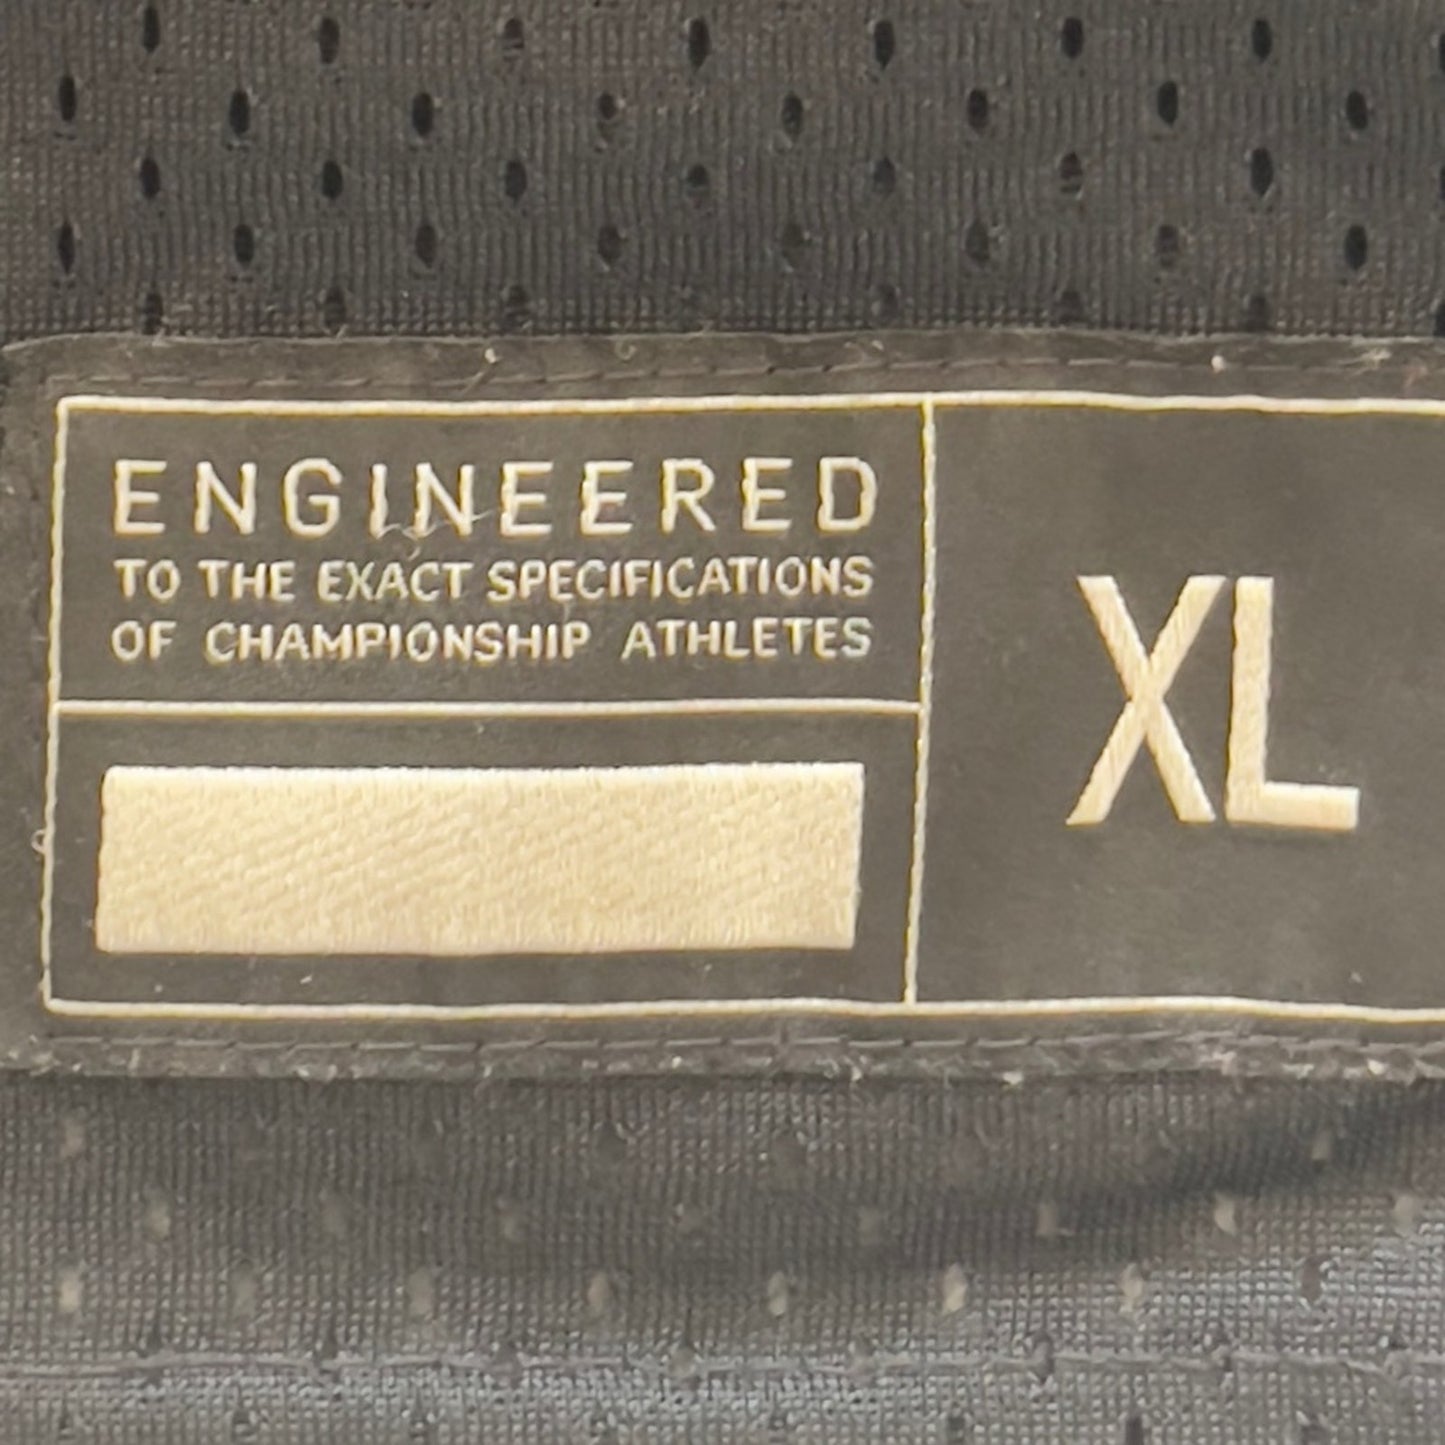 ENGINEERED
TO THE EXACT SPECIFICATIONS
OF CHAMPIONSHIP ATHLETES
XL